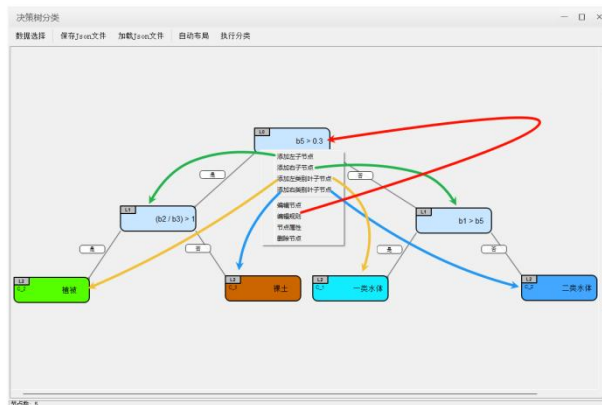 决策树分类
数据选择 保存Json文件 加载Json文件 自动布局 执行分类
L0
b5 > 0.3
添加左子节点
添加右子节点
添加左类别叶子节点
添加右类别叶子节点
编辑节点
编辑规则
节点属性
删除节点
是
否
L1
(b2 / b3) > 1
L1
b1 > b5
是
否
是
否
L2
植被
L2
裸土
L2
一类水体
L2
二类水体